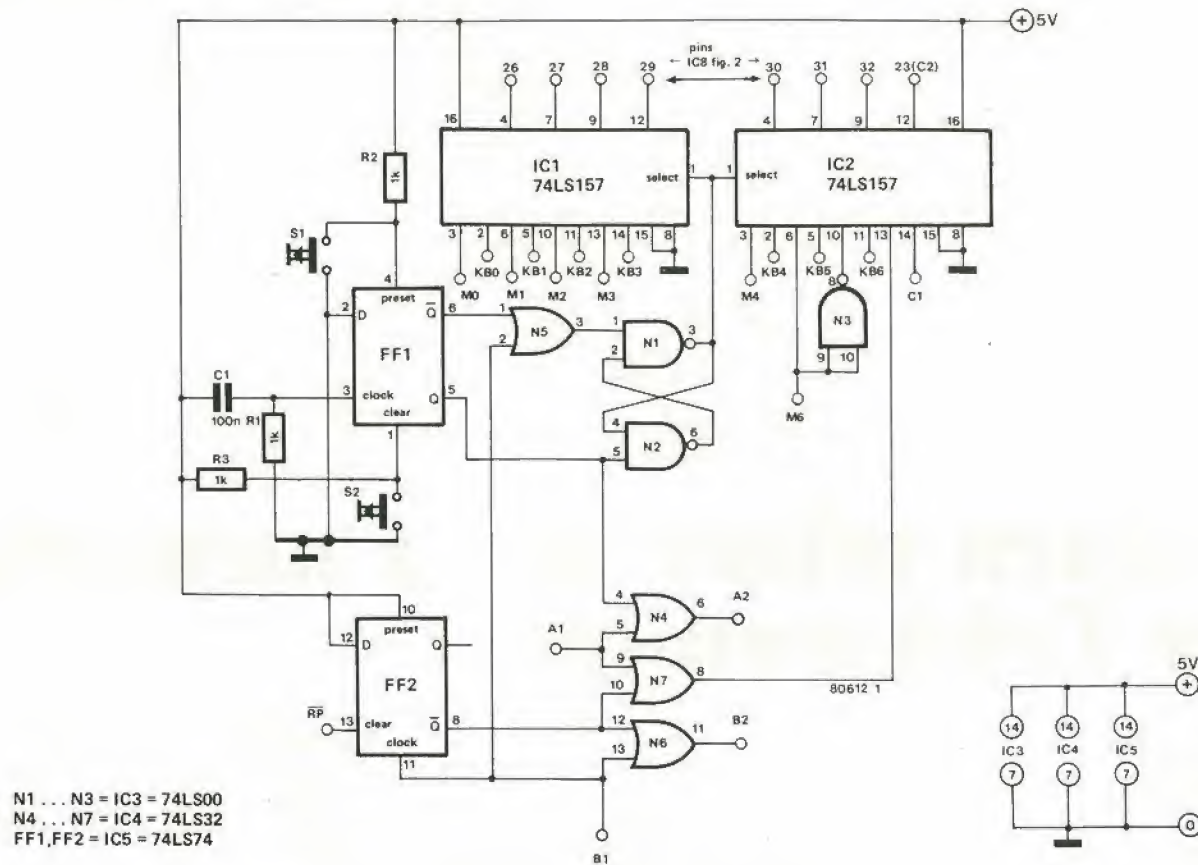 5V
pins
← IC8 fig. 2 →
26 27 28 29 30 31 32 23(C2)
16 4 7 9 12 4 7 9 12 16
IC1
74LS157
select
1 1
IC2
74LS157
select
3 2 6 5 10 11 13 14 15 8
3 2 6 5 10 11 13 14 15 8
KB0 KB1 KB2 KB3 KB4 KB5 KB6
M0 M1 M2 M3 M4 C1
R2
1k
S1
4
preset
2 D Q̅ 6
FF1
3 clock Q 5
clear
1
C1
100n
R1
1k
R3
1k
S2
1 2 N5 3
1 2 N1 3
4 5 N2 6
8
N3
9 10
M6
10
preset
12 D Q
FF2
R̅P̅
13 clear Q̅ 8
clock
11
A1
4 5 N4 6 A2
9 10 N7 8
80612 1
12 13 N6 11 B2
B1
5V
14 14 14
IC3 IC4 IC5
7 7 7
0
N1 ... N3 = IC3 = 74LS00
N4 ... N7 = IC4 = 74LS32
FF1,FF2 = IC5 = 74LS74